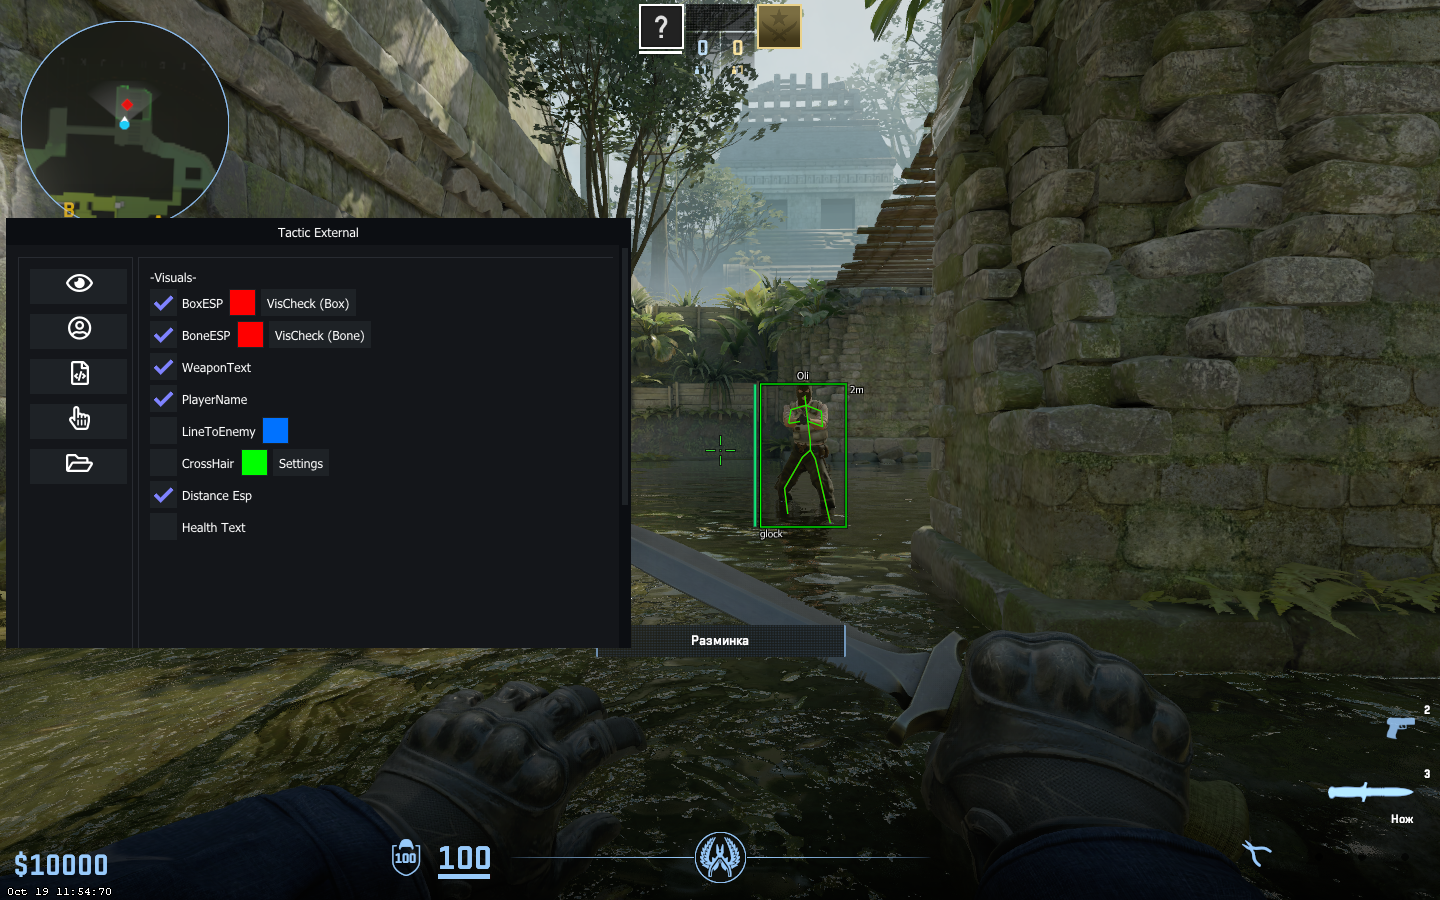 ?
0 0
B
Tactic External
-Visuals-
BoxESP VisCheck (Box)
BoneESP VisCheck (Bone)
WeaponText
PlayerName
LineToEnemy
CrossHair Settings
Distance Esp
Health Text
Oli
2m
glock
Разминка
2
3
Нож
$10000
100 100
Oct 19 11:54:70